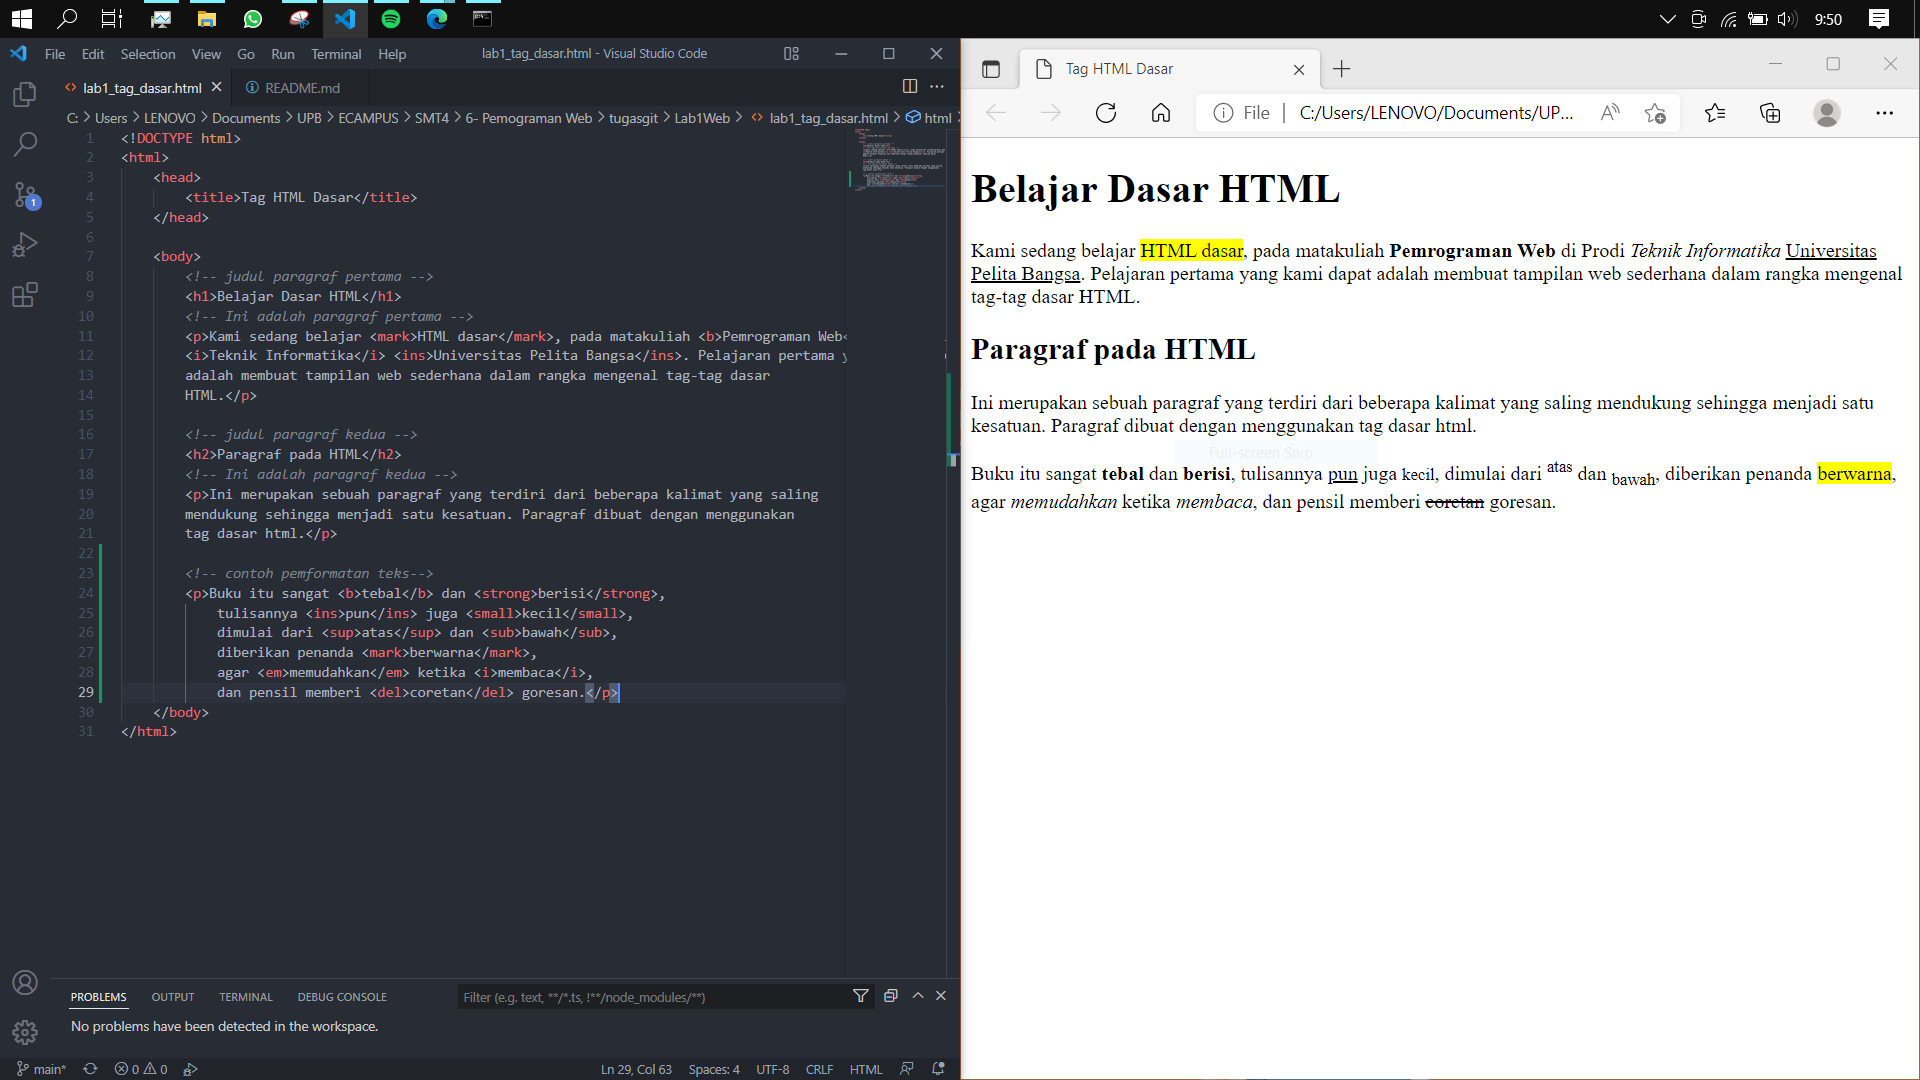 9:50
File Edit Selection View Go Run Terminal Help
lab1_tag_dasar.html - Visual Studio Code
lab1_tag_dasar.html
README.md
C: > Users > LENOVO > Documents > UPB > ECAMPUS > SMT4 > 6- Pemograman Web > tugasgit > Lab1Web > <> lab1_tag_dasar.html > html >
1 <!DOCTYPE html>
2 <html>
3 <head>
4 <title>Tag HTML Dasar</title>
5 </head>
6
7 <body>
8 <!-- judul paragraf pertama -->
9 <h1>Belajar Dasar HTML</h1>
10 <!-- Ini adalah paragraf pertama -->
11 <p>Kami sedang belajar <mark>HTML dasar</mark>, pada matakuliah <b>Pemrograman Web<
12 <i>Teknik Informatika</i> <ins>Universitas Pelita Bangsa</ins>. Pelajaran pertama y
13 adalah membuat tampilan web sederhana dalam rangka mengenal tag-tag dasar
14 HTML.</p>
15
16 <!-- judul paragraf kedua -->
17 <h2>Paragraf pada HTML</h2>
18 <!-- Ini adalah paragraf kedua -->
19 <p>Ini merupakan sebuah paragraf yang terdiri dari beberapa kalimat yang saling
20 mendukung sehingga menjadi satu kesatuan. Paragraf dibuat dengan menggunakan
21 tag dasar html.</p>
22
23 <!-- contoh pemformatan teks-->
24 <p>Buku itu sangat <b>tebal</b> dan <strong>berisi</strong>,
25 tulisannya <ins>pun</ins> juga <small>kecil</small>,
26 dimulai dari <sup>atas</sup> dan <sub>bawah</sub>,
27 diberikan penanda <mark>berwarna</mark>,
28 agar <em>memudahkan</em> ketika <i>membaca</i>,
29 dan pensil memberi <del>coretan</del> goresan.</p>
30 </body>
31 </html>
1
PROBLEMS OUTPUT TERMINAL DEBUG CONSOLE
Filter (e.g. text, **/*.ts, !**/node_modules/**)
No problems have been detected in the workspace.
main* 0 0
Ln 29, Col 63 Spaces: 4 UTF-8 CRLF HTML
Tag HTML Dasar
File | C:/Users/LENOVO/Documents/UP...
Belajar Dasar HTML
Kami sedang belajar HTML dasar, pada matakuliah Pemrograman Web di Prodi Teknik Informatika Universitas
Pelita Bangsa. Pelajaran pertama yang kami dapat adalah membuat tampilan web sederhana dalam rangka mengenal
tag-tag dasar HTML.
Paragraf pada HTML
Ini merupakan sebuah paragraf yang terdiri dari beberapa kalimat yang saling mendukung sehingga menjadi satu
kesatuan. Paragraf dibuat dengan menggunakan tag dasar html.
Full-screen Snip
Buku itu sangat tebal dan berisi, tulisannya pun juga kecil, dimulai dari atas dan bawah, diberikan penanda berwarna,
agar memudahkan ketika membaca, dan pensil memberi coretan goresan.